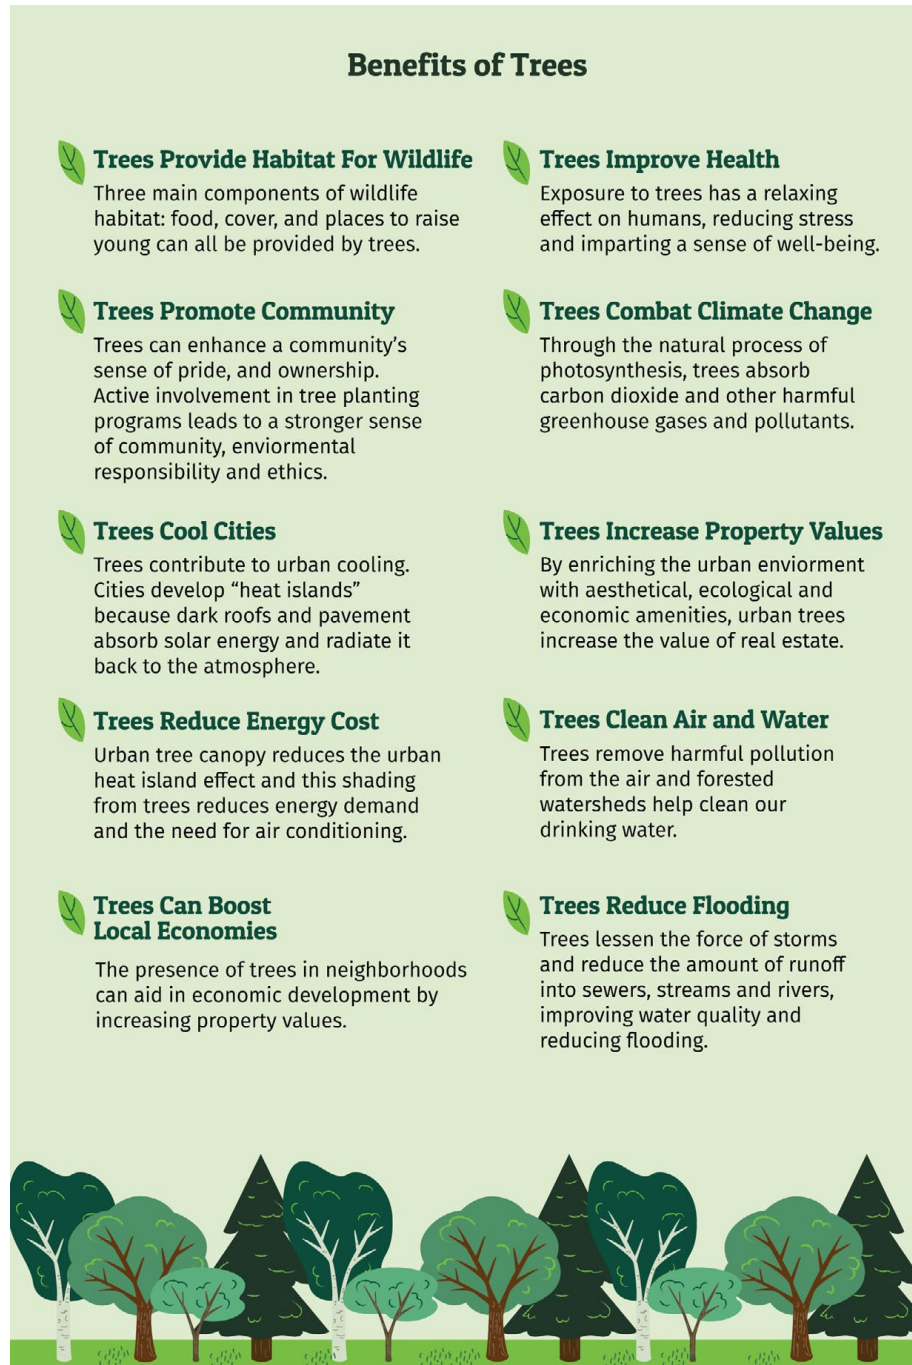 Benefits of Trees
Trees Provide Habitat For Wildlife
Three main components of wildlife
habitat: food, cover, and places to raise
young can all be provided by trees.
Trees Improve Health
Exposure to trees has a relaxing
effect on humans, reducing stress
and imparting a sense of well-being.
Trees Promote Community
Trees can enhance a community’s
sense of pride, and ownership.
Active involvement in tree planting
programs leads to a stronger sense
of community, enviormental
responsibility and ethics.
Trees Combat Climate Change
Through the natural process of
photosynthesis, trees absorb
carbon dioxide and other harmful
greenhouse gases and pollutants.
Trees Cool Cities
Trees contribute to urban cooling.
Cities develop “heat islands”
because dark roofs and pavement
absorb solar energy and radiate it
back to the atmosphere.
Trees Increase Property Values
By enriching the urban enviorment
with aesthetical, ecological and
economic amenities, urban trees
increase the value of real estate.
Trees Reduce Energy Cost
Urban tree canopy reduces the urban
heat island effect and this shading
from trees reduces energy demand
and the need for air conditioning.
Trees Clean Air and Water
Trees remove harmful pollution
from the air and forested
watersheds help clean our
drinking water.
Trees Can Boost
Local Economies
The presence of trees in neighborhoods
can aid in economic development by
increasing property values.
Trees Reduce Flooding
Trees lessen the force of storms
and reduce the amount of runoff
into sewers, streams and rivers,
improving water quality and
reducing flooding.